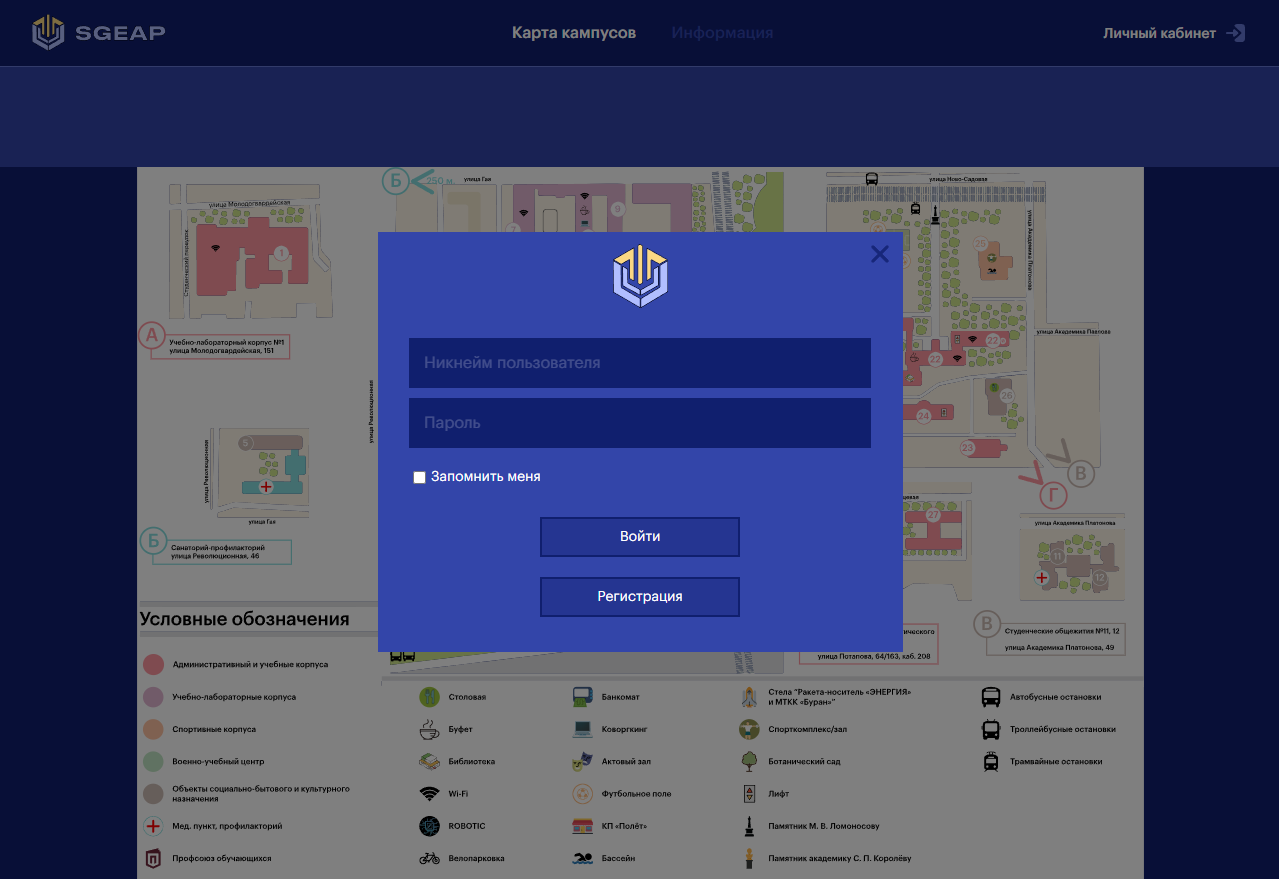 SGEAP
Карта кампусов
Информация
Личный кабинет
Б
250 м.
улица Гая
улица Ново-Садовая
улица Молодогвардейская
Студенческий переулок
1
9
25
улица Академика Платонова
А
Учебно-лабораторный корпус №1
улица Молодогвардейская, 151
улица Академика Павлова
22
22
26
24
23
улица Революционная
5
улица Революционная
улица Гая
В
Г
Б
Санаторий-профилакторий
улица Революционная, 46
27
улица Академика Платонова
11
12
В
Студенческие общежития №11, 12
улица Академика Платонова, 49
улица Потапова, 64/163, каб. 208
Никнейм пользователя
Пароль
Запомнить меня
Войти
Регистрация
Условные обозначения
Административный и учебные корпуса
Учебно-лабораторные корпуса
Спортивные корпуса
Военно-учебный центр
Объекты социально-бытового и культурного
назначения
Мед. пункт, профилакторий
Профсоюз обучающихся
Столовая
Буфет
Библиотека
Wi-Fi
ROBOTIC
Велопарковка
Банкомат
Коворкинг
Актовый зал
Футбольное поле
КП «Полёт»
Бассейн
Стела "Ракета-носитель «ЭНЕРГИЯ»
и МТКК «Буран»"
Спорткомплекс/зал
Ботанический сад
Лифт
Памятник М. В. Ломоносову
Памятник академику С. П. Королёву
Автобусные остановки
Троллейбусные остановки
Трамвайные остановки